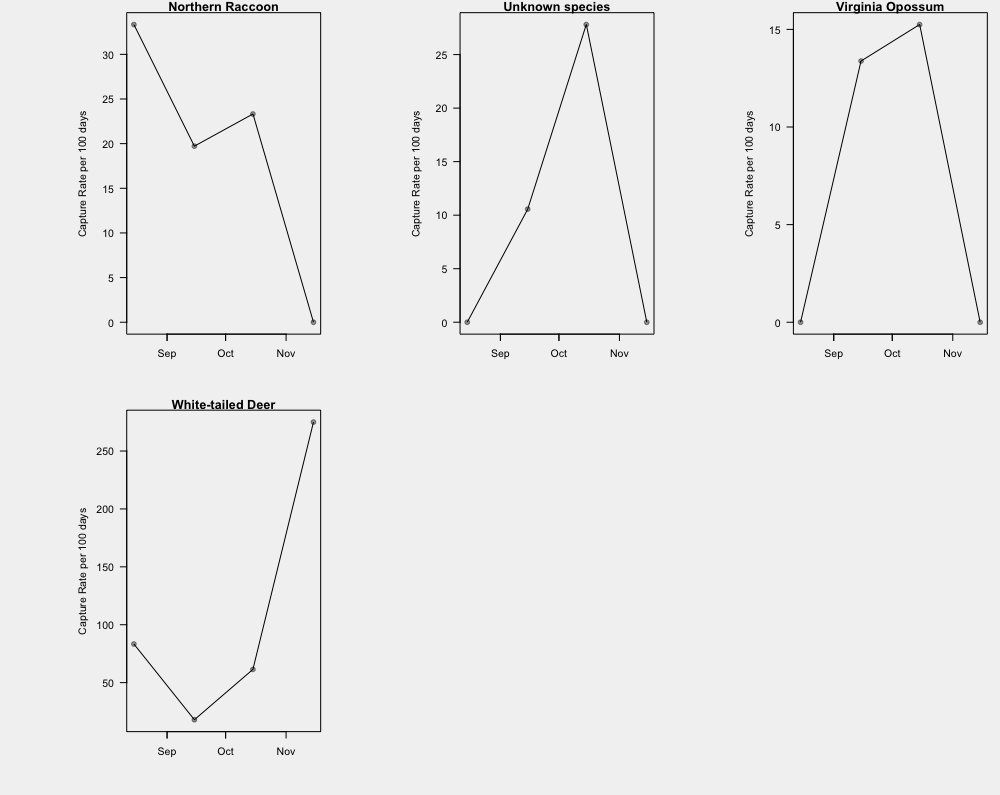 Northern Raccoon
Capture Rate per 100 days
30
25
20
15
10
5
0
Sep Oct Nov
Unknown species
Capture Rate per 100 days
25
20
15
10
5
0
Sep Oct Nov
Virginia Opossum
Capture Rate per 100 days
15
10
5
0
Sep Oct Nov
White-tailed Deer
Capture Rate per 100 days
250
200
150
100
50
Sep Oct Nov